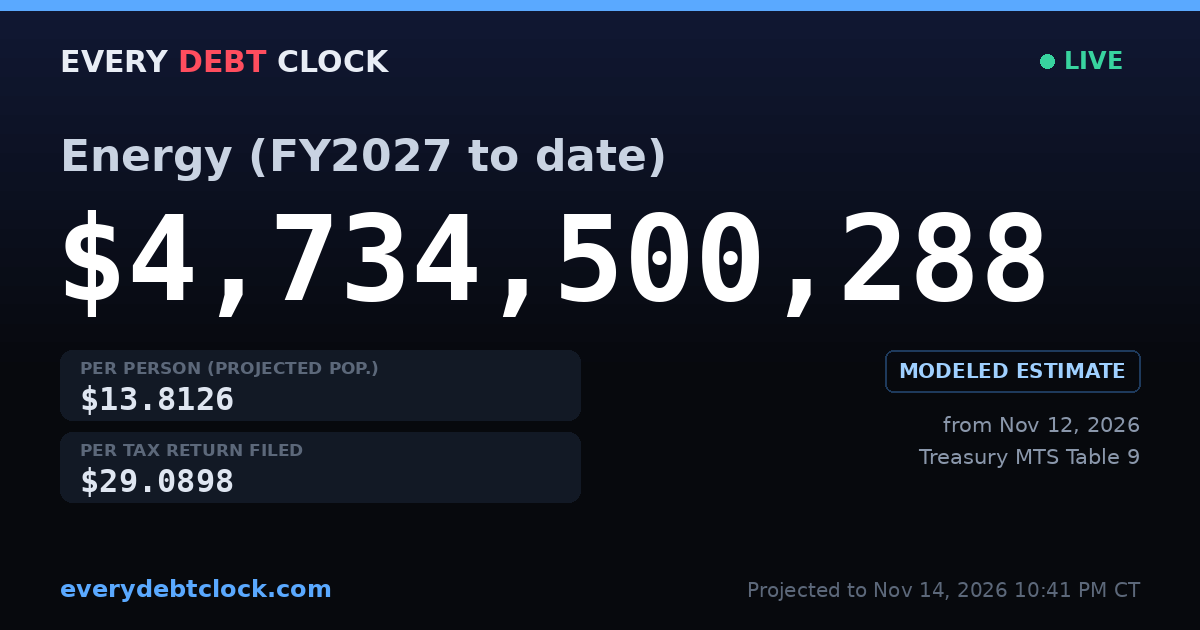 EVERY DEBT CLOCK
LIVE
Energy (FY2027 to date)
$4,734,500,288
PER PERSON (PROJECTED POP.)
$13.8126
PER TAX RETURN FILED
$29.0898
MODELED ESTIMATE
from Nov 12, 2026
Treasury MTS Table 9
everydebtclock.com
Projected to Nov 14, 2026 10:41 PM CT